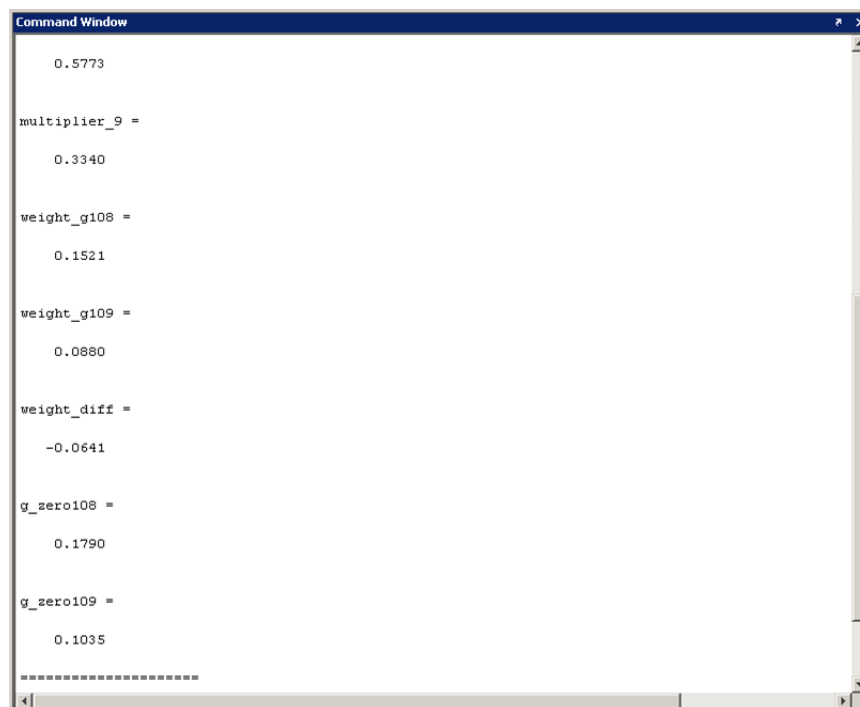 Command Window
0.5773
multiplier_9 =
0.3340
weight_g108 =
0.1521
weight_g109 =
0.0880
weight_diff =
-0.0641
g_zero108 =
0.1790
g_zero109 =
0.1035
=====================